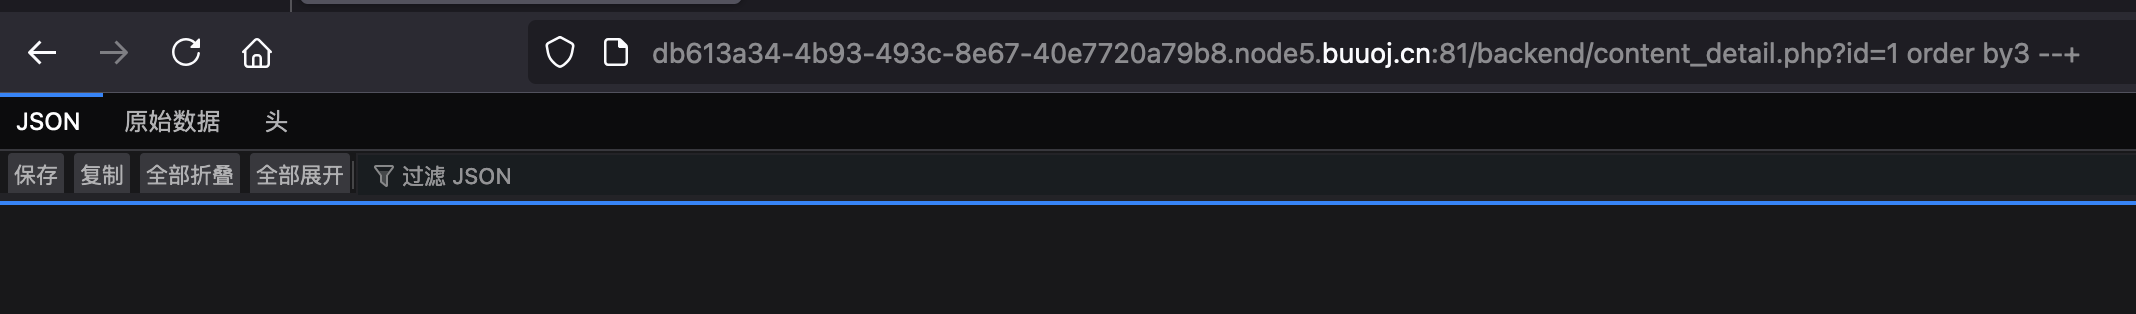 db613a34-4b93-493c-8e67-40e7720a79b8.node5.buuoj.cn:81/backend/content_detail.php?id=1 order by3 --+
JSON 原始数据 头
保存 复制 全部折叠 全部展开 过滤 JSON